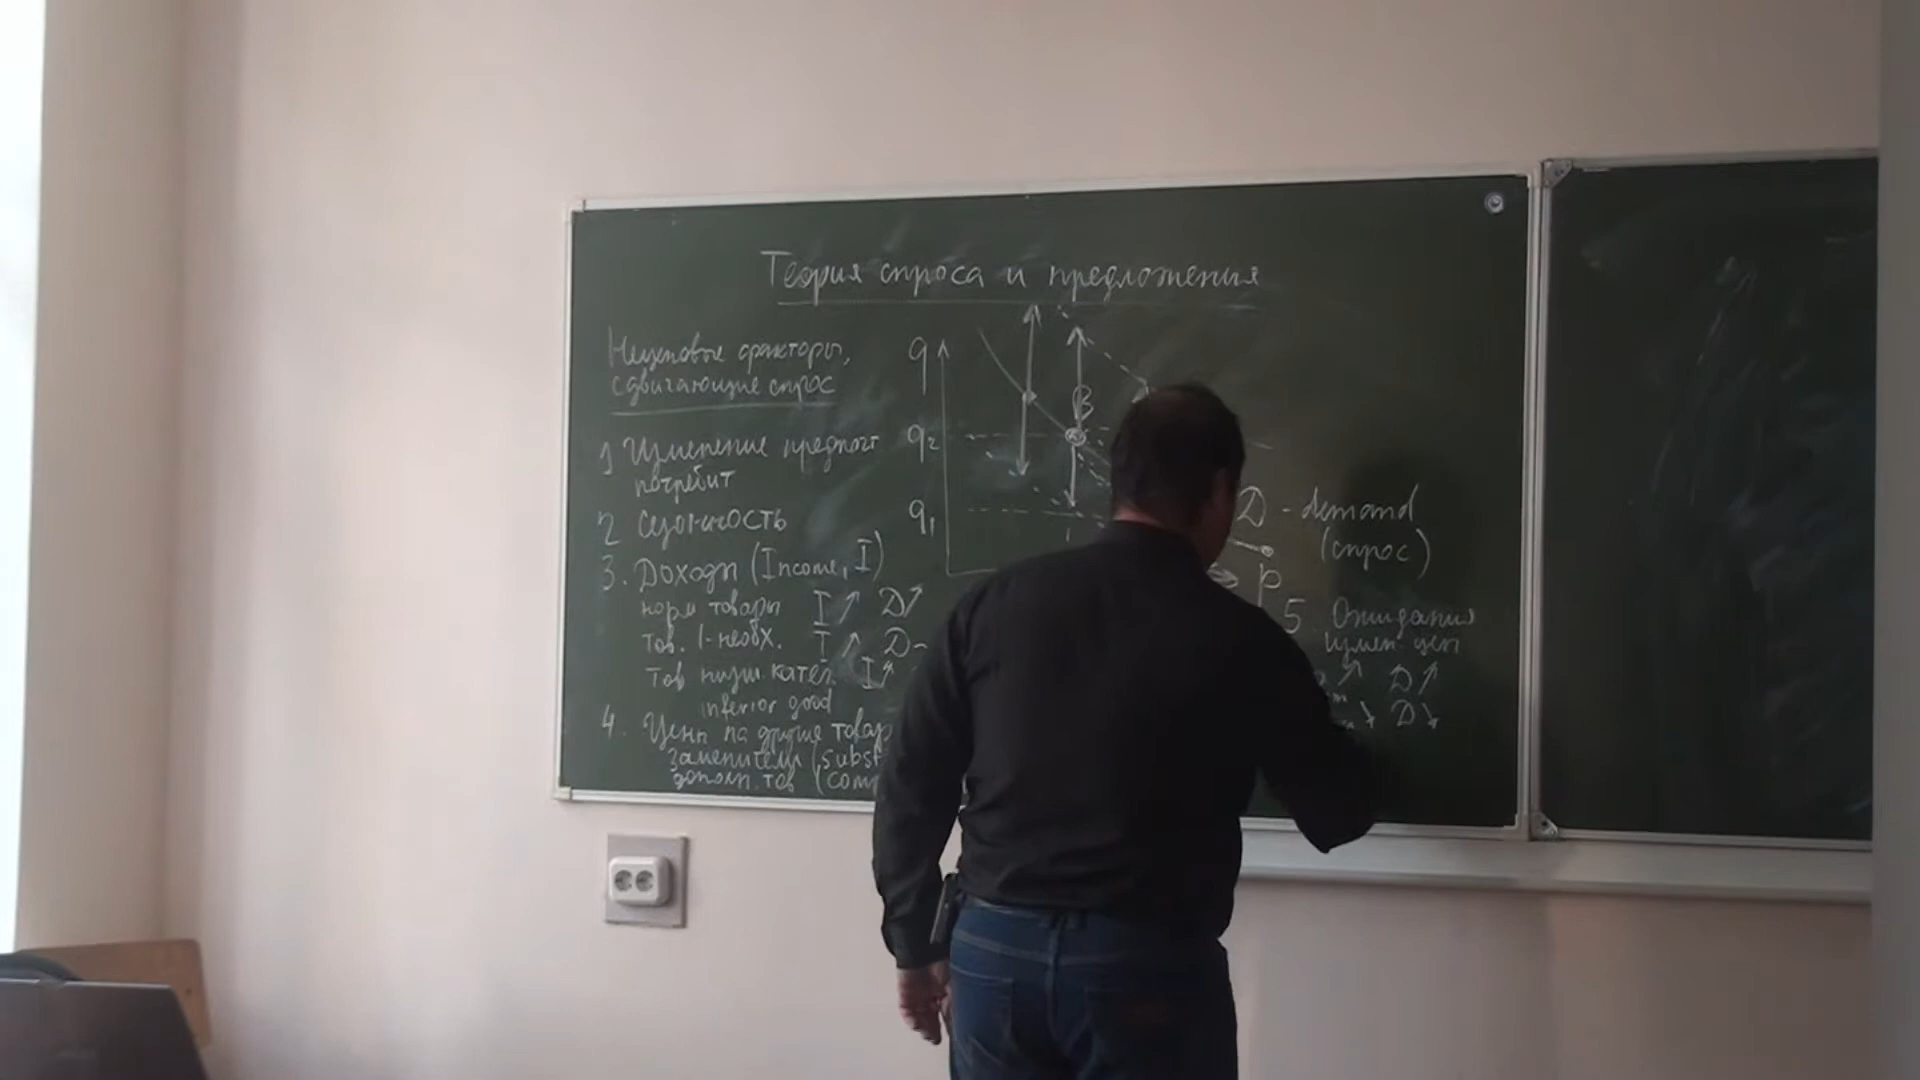 Теория спроса и предложения
Неценовые факторы,
сдвигающие спрос
1 Изменение предпочт
потребит
2 Сезонность
3. Доходы (Income, I)
норм товары I ↗ D ↗
тов. 1-необх. I ↗ D -
Тов низш. катег. I ↗
inferior good
4. Цены на другие товар
Заменители (subst
дополн. тов (com
q
q₂
q₁
B
D - demand
(спрос)
p
5 Ожидания
измен. цен
↗ D ↗
↘ D ↘